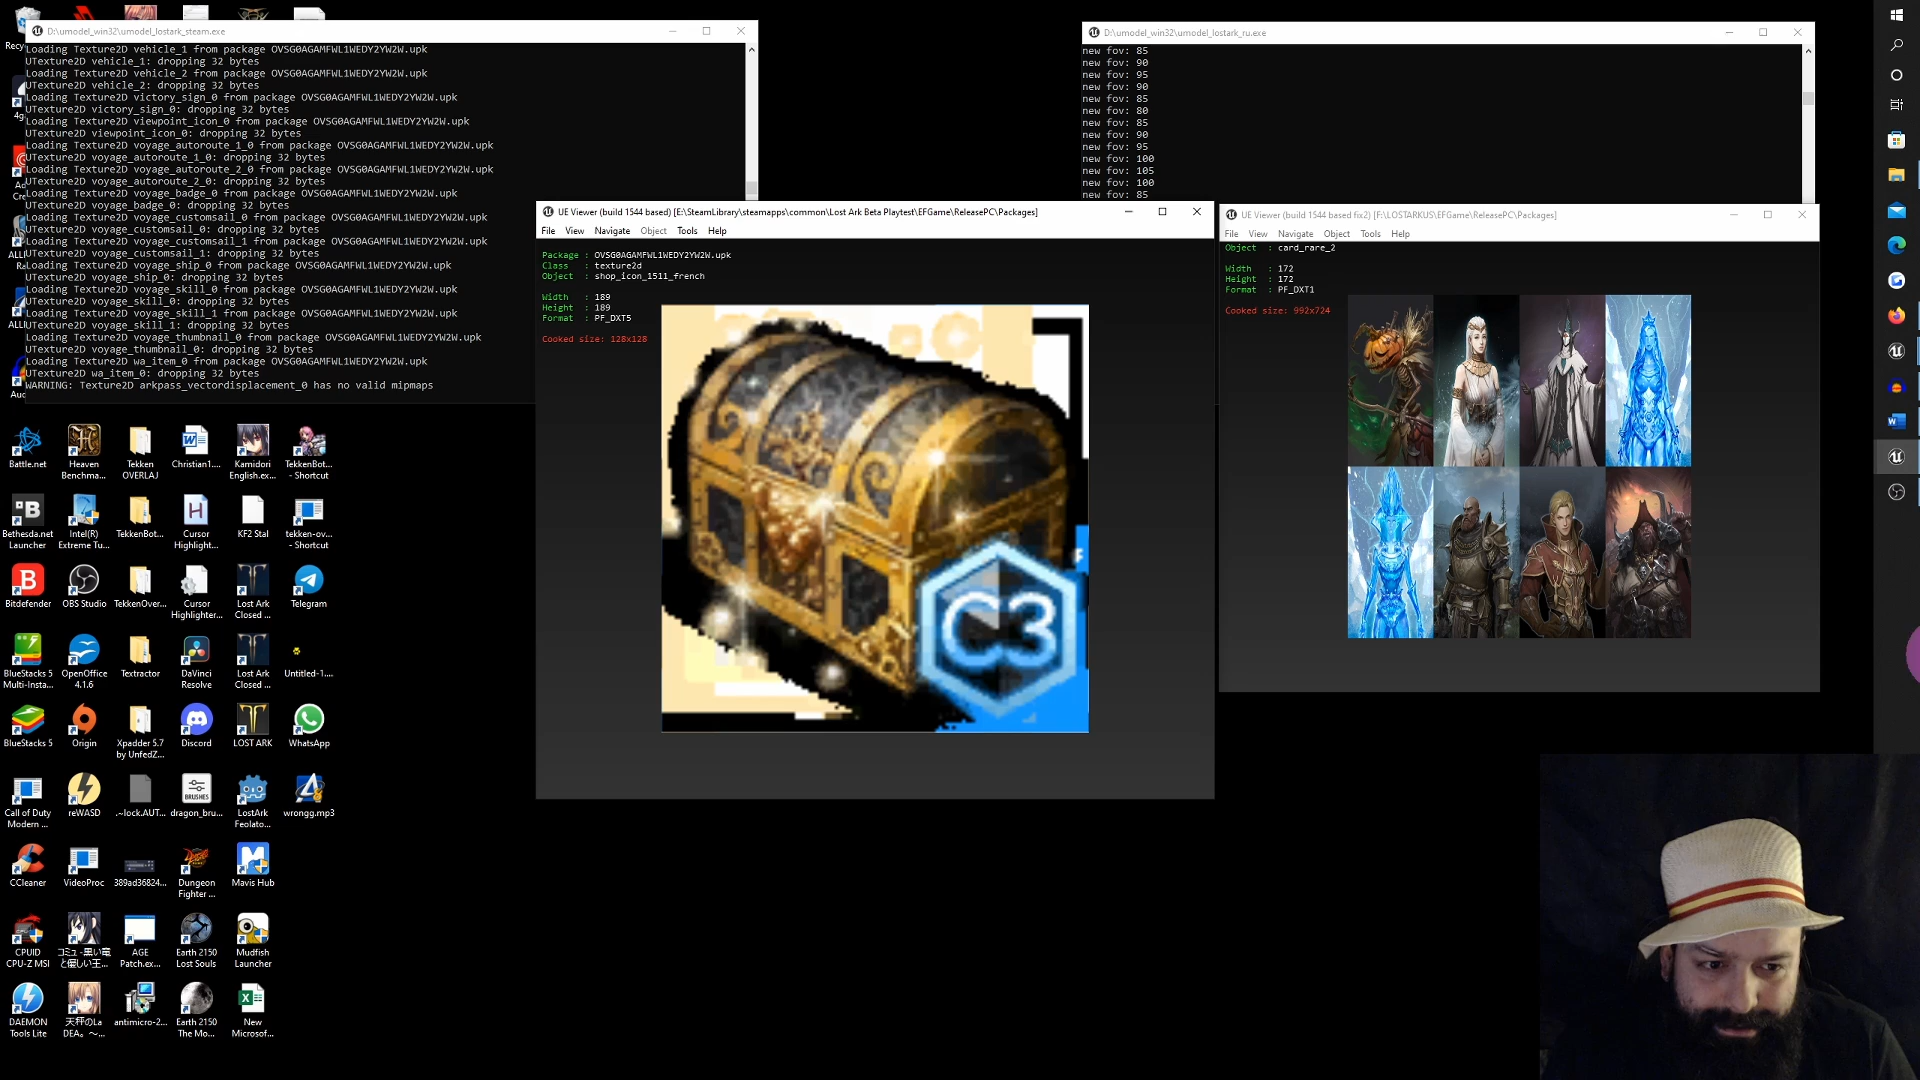 D:\umodel_win32\umodel_lostark_steam.exe
Loading Texture2D vehicle_1 from package OVSG0AGAMFWL1WEDY2YW2W.upk
UTexture2D vehicle_1: dropping 32 bytes
Loading Texture2D vehicle_2 from package OVSG0AGAMFWL1WEDY2YW2W.upk
UTexture2D vehicle_2: dropping 32 bytes
Loading Texture2D victory_sign_0 from package OVSG0AGAMFWL1WEDY2YW2W.upk
UTexture2D victory_sign_0: dropping 32 bytes
Loading Texture2D viewpoint_icon_0 from package OVSG0AGAMFWL1WEDY2YW2W.upk
UTexture2D viewpoint_icon_0: dropping 32 bytes
Loading Texture2D voyage_autoroute_1_0 from package OVSG0AGAMFWL1WEDY2YW2W.upk
UTexture2D voyage_autoroute_1_0: dropping 32 bytes
Loading Texture2D voyage_autoroute_2_0 from package OVSG0AGAMFWL1WEDY2YW2W.upk
UTexture2D voyage_autoroute_2_0: dropping 32 bytes
Loading Texture2D voyage_badge_0 from package OVSG0AGAMFWL1WEDY2YW2W.upk
UTexture2D voyage_badge_0: dropping 32 bytes
Loading Texture2D voyage_customsail_0 from package OVSG0AGAMFWL1WEDY2YW2W.upk
UTexture2D voyage_customsail_0: dropping 32 bytes
Loading Texture2D voyage_customsail_1 from package OVSG0AGAMFWL1WEDY2YW2W.upk
UTexture2D voyage_customsail_1: dropping 32 bytes
Loading Texture2D voyage_ship_0 from package OVSG0AGAMFWL1WEDY2YW2W.upk
UTexture2D voyage_ship_0: dropping 32 bytes
Loading Texture2D voyage_skill_0 from package OVSG0AGAMFWL1WEDY2YW2W.upk
UTexture2D voyage_skill_0: dropping 32 bytes
Loading Texture2D voyage_skill_1 from package OVSG0AGAMFWL1WEDY2YW2W.upk
UTexture2D voyage_skill_1: dropping 32 bytes
Loading Texture2D voyage_thumbnail_0 from package OVSG0AGAMFWL1WEDY2YW2W.upk
UTexture2D voyage_thumbnail_0: dropping 32 bytes
Loading Texture2D wa_item_0 from package OVSG0AGAMFWL1WEDY2YW2W.upk
UTexture2D wa_item_0: dropping 32 bytes
WARNING: Texture2D arkpass_vectordisplacement_0 has no valid mipmaps
D:\umodel_win32\umodel_lostark_ru.exe
new fov: 85
new fov: 90
new fov: 95
new fov: 90
new fov: 85
new fov: 80
new fov: 85
new fov: 90
new fov: 95
new fov: 100
new fov: 105
new fov: 100
new fov: 85
UE Viewer (build 1544 based) [E:\SteamLibrary\steamapps\common\Lost Ark Beta Playtest\EFGame\ReleasePC\Packages]
File View Navigate Object Tools Help
Package : OVSG0AGAMFWL1WEDY2YW2W.upk
Class : texture2d
Object : shop_icon_1511_french
Width : 189
Height : 189
Format : PF_DXT5
Cooked size: 128x128
C3
UE Viewer (build 1544 based fix2) [F:\LOSTARKUS\EFGame\ReleasePC\Packages]
File View Navigate Object Tools Help
Object : card_rare_2
Width : 172
Height : 172
Format : PF_DXT1
Cooked size: 992x724
Battle.net
Heaven Benchma...
Tekken OVERLAJ
Christian1....
Kamidori English.ex...
TekkenBot... - Shortcut
Bethesda.net Launcher
Intel(R) Extreme Tu...
TekkenBot...
Cursor Highlight...
KF2 Stal
tekken-ov... - Shortcut
Bitdefender
OBS Studio
TekkenOver...
Cursor Highlighter...
Lost Ark Closed ...
Telegram
BlueStacks 5 Multi-Insta...
OpenOffice 4.1.6
Textractor
DaVinci Resolve
Lost Ark Closed ...
Untitled-1....
BlueStacks 5
Origin
Xpadder 5.7 by UnfedZ...
Discord
LOST ARK
WhatsApp
Call of Duty Modern ...
reWASD
.~lock.AUT...
BRUSHES
dragon_bru...
LostArk Feolato...
wrongg.mp3
CCleaner
VideoProc
389ad36824...
Dungeon Fighter ...
Mavis Hub
CPUID CPU-Z MSI
コミュ -黒い竜と優しい王...
AGE Patch.ex...
Earth 2150 Lost Souls
Mudfish Launcher
DAEMON Tools Lite
天秤のLa DEA。～...
antimicro-2...
Earth 2150 The Mo...
New Microsof...